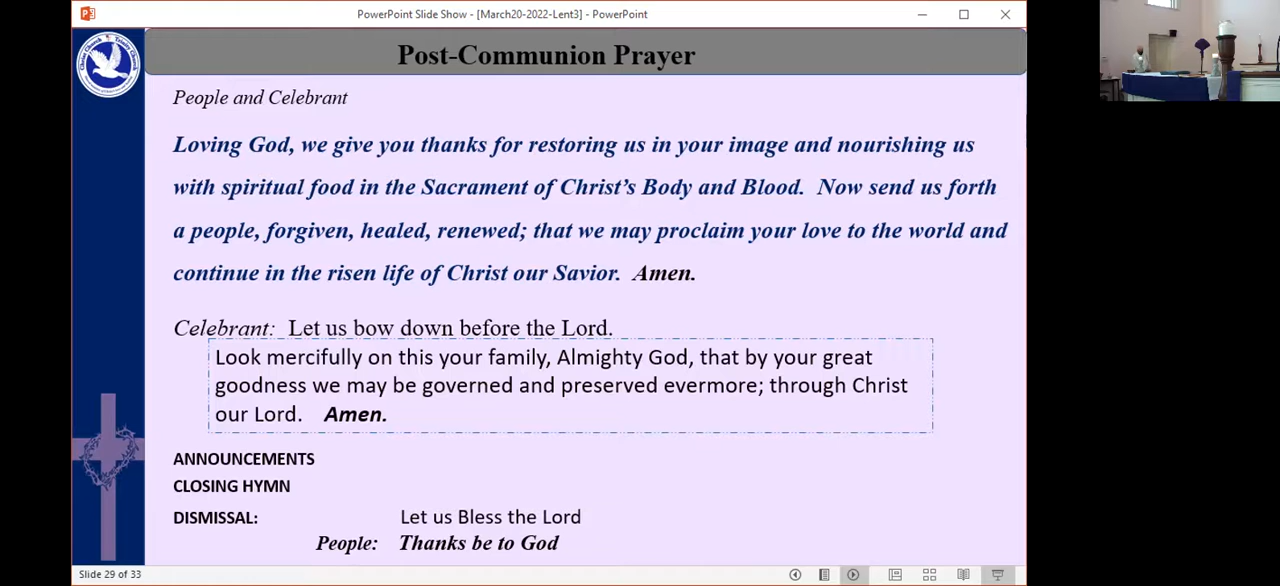 PowerPoint Slide Show - [March20-2022-Lent3] - PowerPoint
Post-Communion Prayer
People and Celebrant
Loving God, we give you thanks for restoring us in your image and nourishing us
with spiritual food in the Sacrament of Christ’s Body and Blood. Now send us forth
a people, forgiven, healed, renewed; that we may proclaim your love to the world and
continue in the risen life of Christ our Savior. Amen.
Celebrant: Let us bow down before the Lord.
Look mercifully on this your family, Almighty God, that by your great
goodness we may be governed and preserved evermore; through Christ
our Lord. Amen.
ANNOUNCEMENTS
CLOSING HYMN
DISMISSAL: Let us Bless the Lord
People: Thanks be to God
Slide 29 of 33